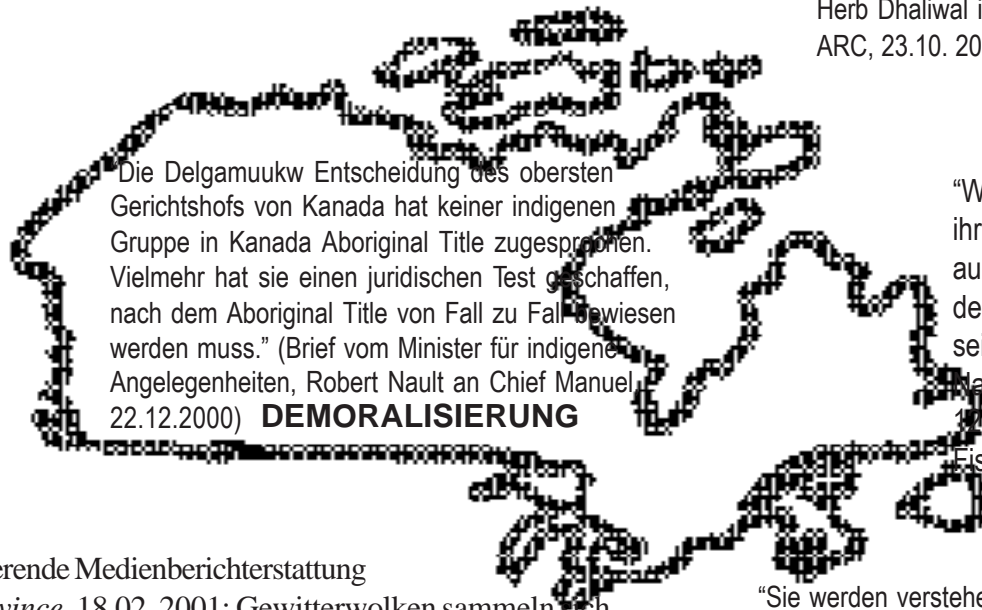 Herb Dhaliwal
ARC, 23.10. 20
"Die Delgamuukw Entscheidung des obersten
Gerichtshofs von Kanada hat keiner indigenen
Gruppe in Kanada Aboriginal Title zugesprochen.
Vielmehr hat sie einen juridischen Test geschaffen,
nach dem Aboriginal Title von Fall zu Fall bewiesen
werden muss." (Brief vom Minister für indigene
Angelegenheiten, Robert Nault an Chief Manuel,
22.12.2000) DEMORALISIERUNG
"W
ihr
au
de
sei
Na
erende Medienberichterstattung
vince, 18.02. 2001: Gewitterwolken sammeln sich
"Sie werden verstehe